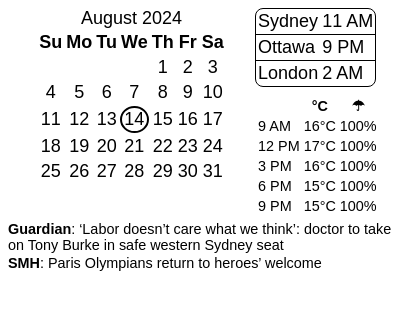 August 2024
Su Mo Tu We Th Fr Sa
1 2 3
4 5 6 7 8 9 10
11 12 13 14 15 16 17
18 19 20 21 22 23 24
25 26 27 28 29 30 31
Sydney 11 AM
Ottawa 9 PM
London 2 AM
°C ☂
9 AM 16°C 100%
12 PM 17°C 100%
3 PM 16°C 100%
6 PM 15°C 100%
9 PM 15°C 100%
Guardian: ‘Labor doesn’t care what we think’: doctor to take
on Tony Burke in safe western Sydney seat
SMH: Paris Olympians return to heroes’ welcome